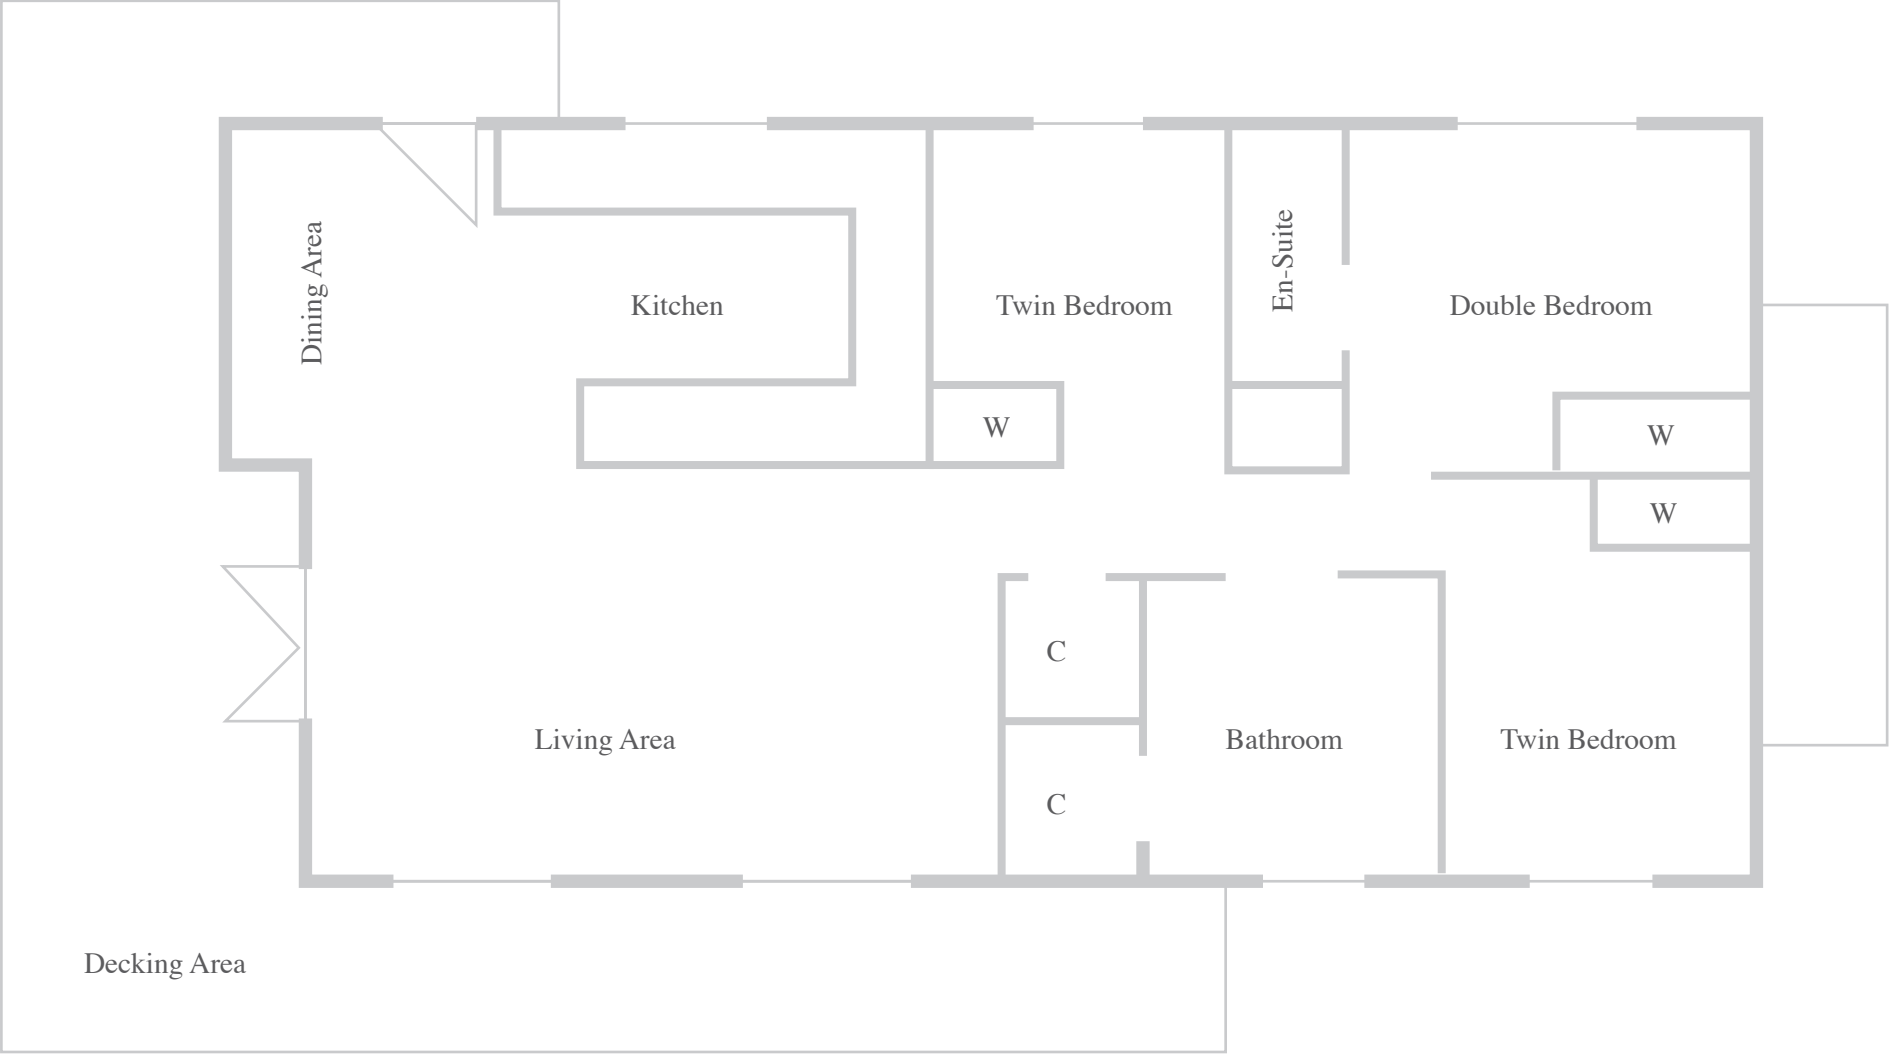 Dining Area
Kitchen
Twin Bedroom
En-Suite
Double Bedroom
W
W
W
C
Living Area
Bathroom
Twin Bedroom
C
Decking Area